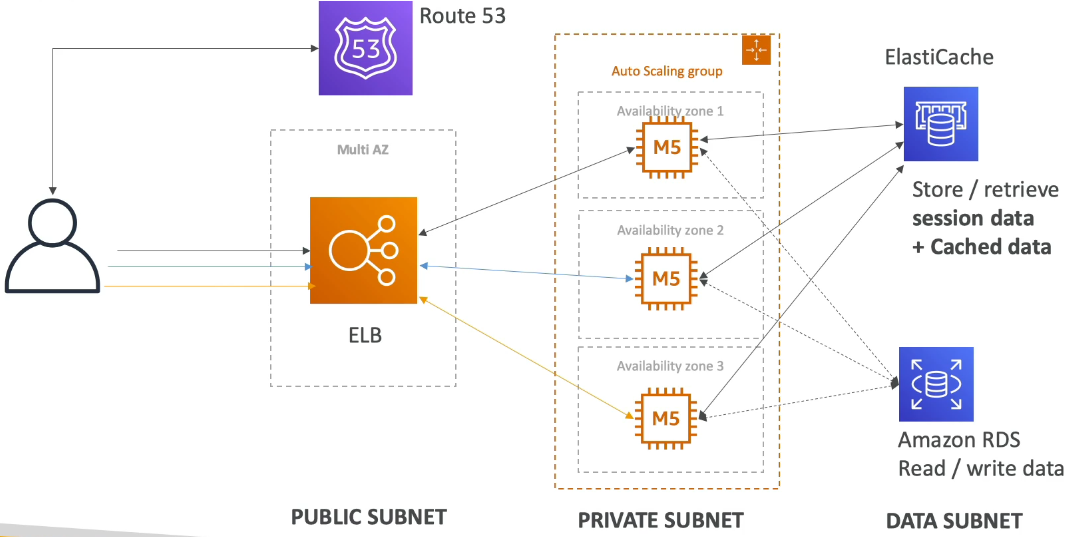 Route 53
53
ElastiCache
Auto Scaling group
Availability zone 1
M5
Multi AZ
Store / retrieve
session data
+ Cached data
Availability zone 2
M5
ELB
Availability zone 3
M5
Amazon RDS
Read / write data
PUBLIC SUBNET
PRIVATE SUBNET
DATA SUBNET